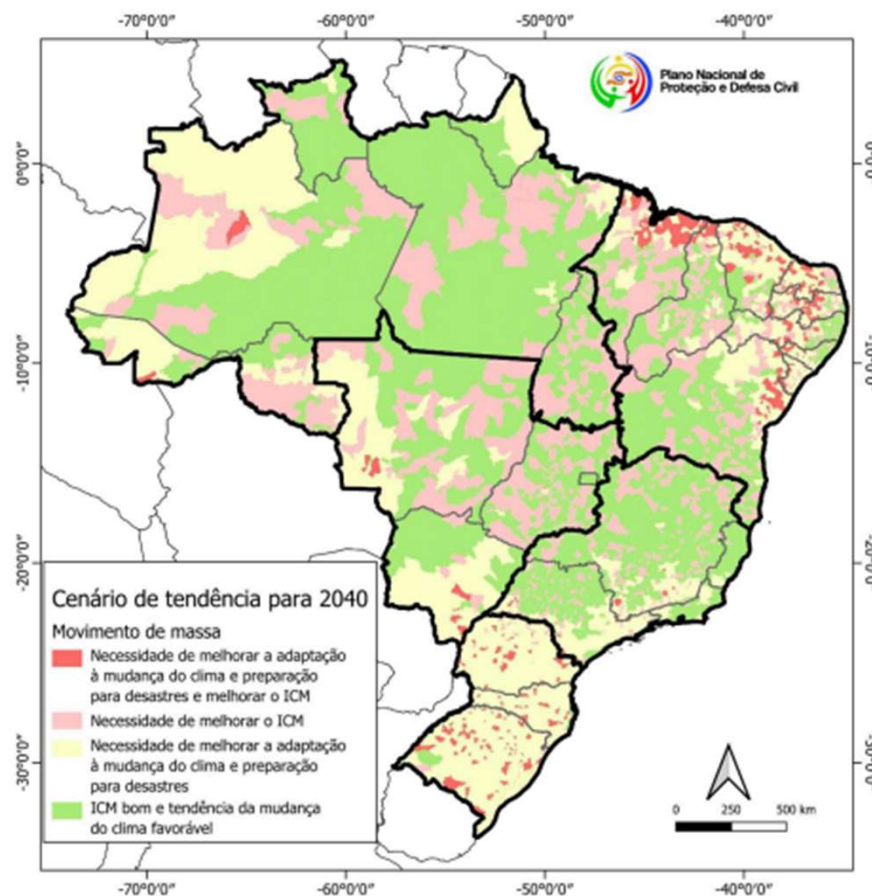 -70°0'0" -60°0'0" -50°0'0" -40°0'0"
Plano Nacional de
Proteção e Defesa Civil
0°0'0"
-10°0'0"
-20°0'0"
-30°0'0"
Cenário de tendência para 2040
Movimento de massa
Necessidade de melhorar a adaptação
à mudança do clima e preparação
para desastres e melhorar o ICM
Necessidade de melhorar o ICM
Necessidade de melhorar a adaptação
à mudança do clima e preparação
para desastres
ICM bom e tendência da mudança
do clima favorável
0 250 500 km
-70°0'0" -60°0'0" -50°0'0" -40°0'0"